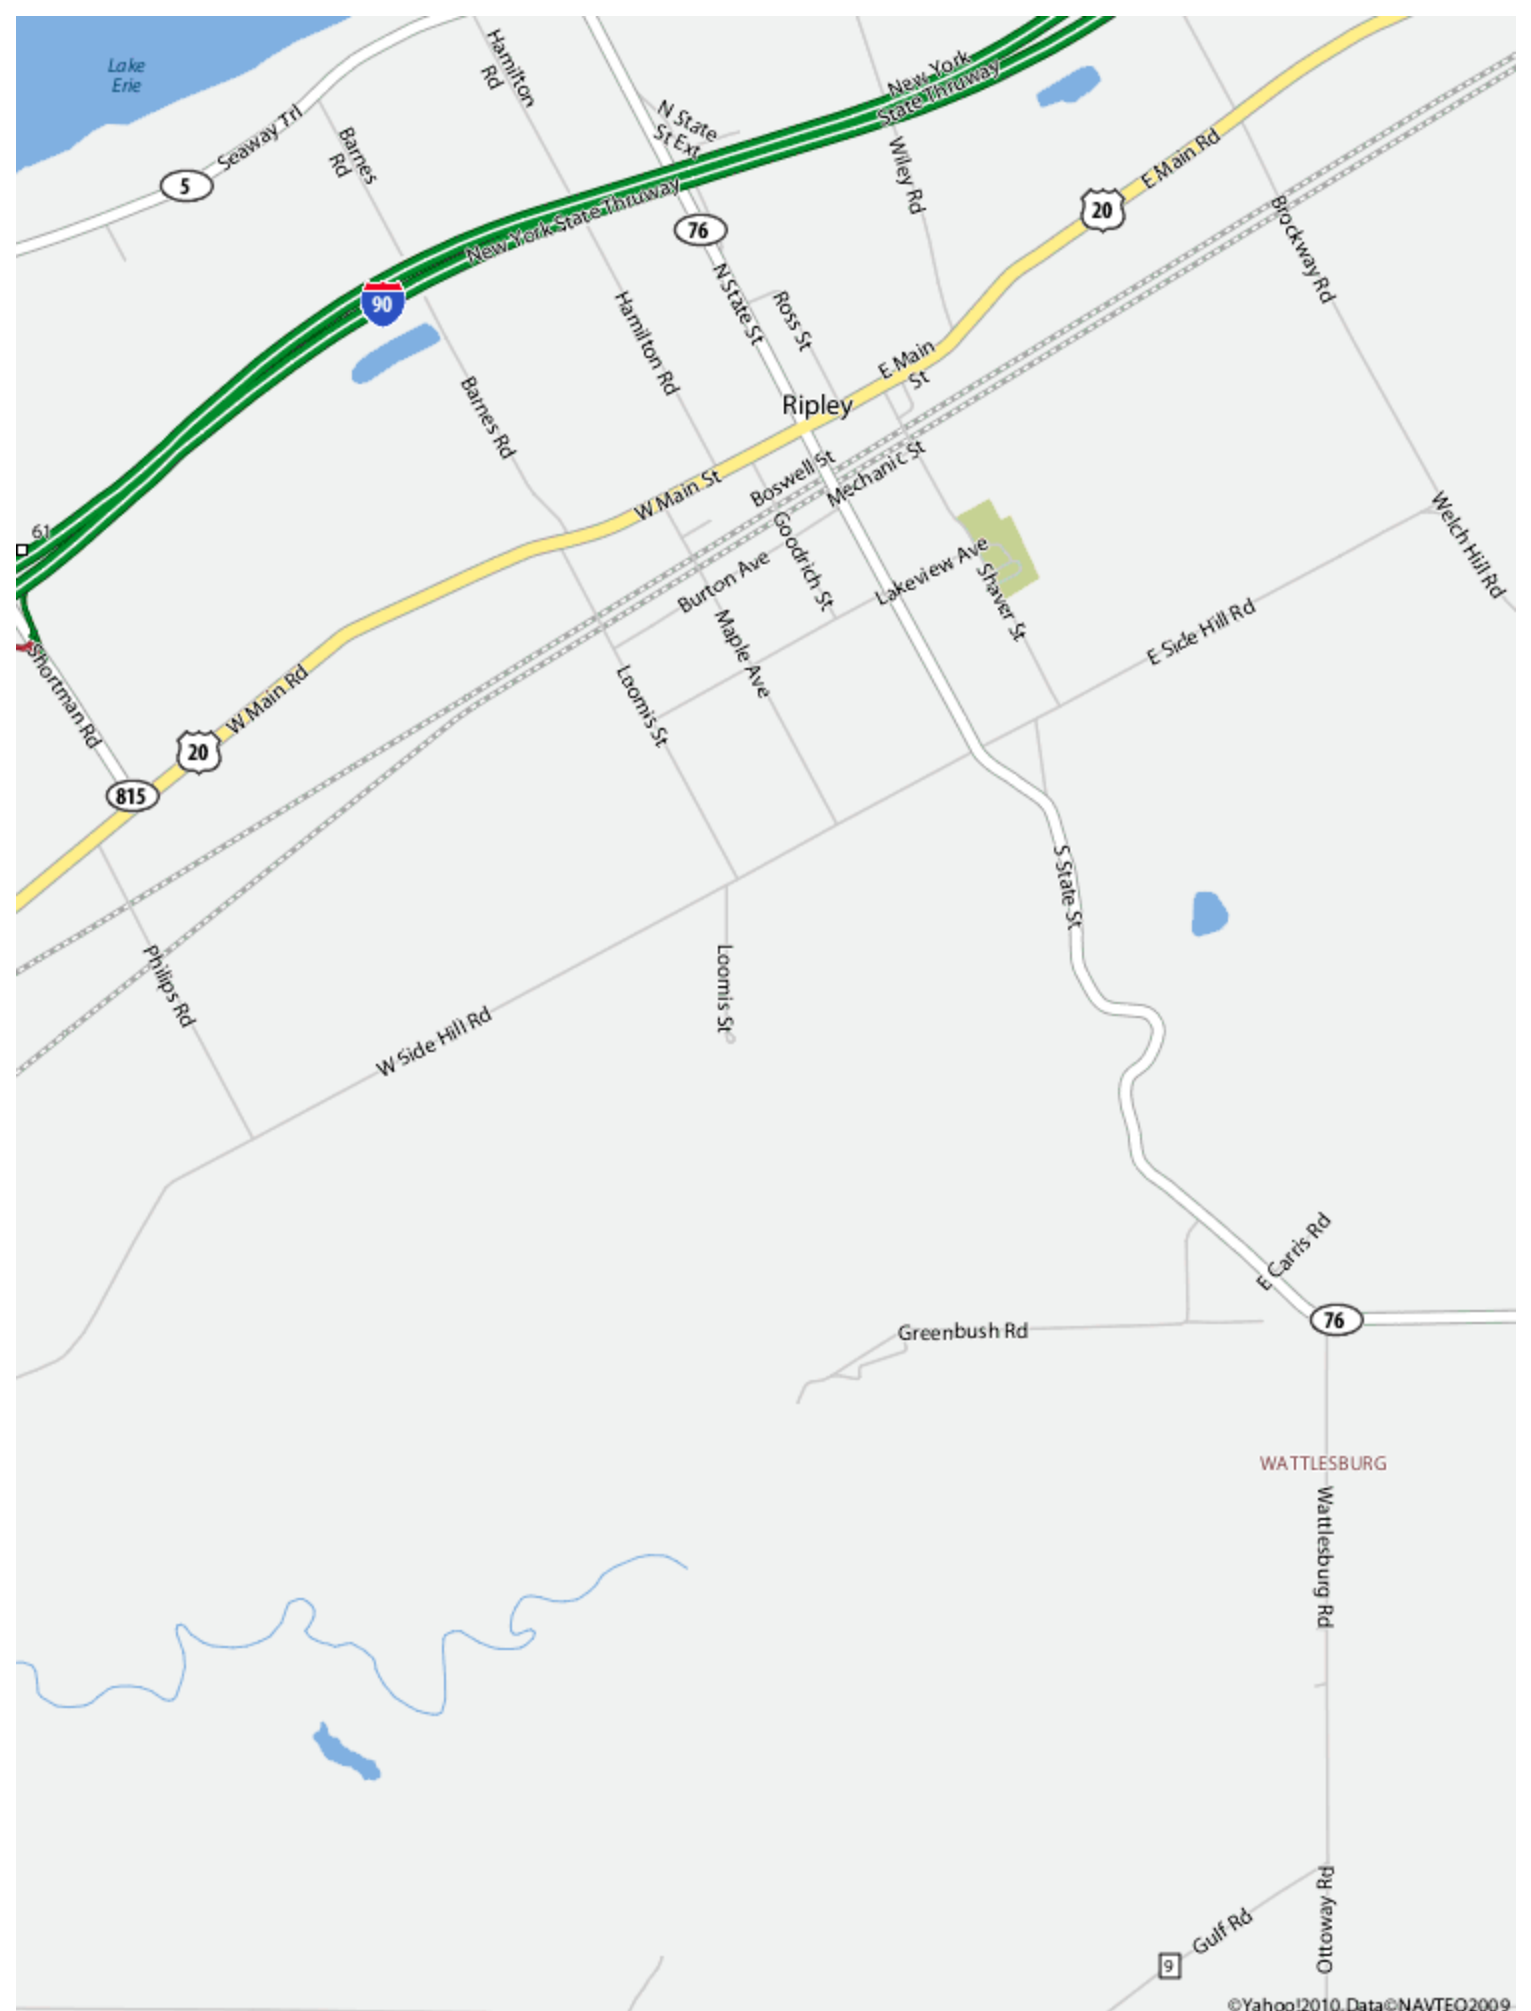 Lake
Erie
Hamilton
Rd
New York
State Thruway
N State
St Ext
Seaway Trl
5
Barnes
Rd
Wiley Rd
E Main Rd
20
New York State Thruway
76
Brockway Rd
90
N State St
Ross St
Hamilton Rd
E Main
St
Barnes Rd
Ripley
Boswell St
Mechanic St
W Main St
61
Goodrich St
Welch Hill Rd
Lakeview Ave
Burton Ave
Shaver St
Maple Ave
E Side Hill Rd
Shortman Rd
W Main Rd
Loomis St
20
815
S State St
Phillips Rd
Loomis St
W Side Hill Rd
E Carris Rd
76
Greenbush Rd
WATTLESBURG
Wattlesburg Rd
Ottoway Rd
Gulf Rd
9
©Yahoo!2010,Data©NAVTEQ2009